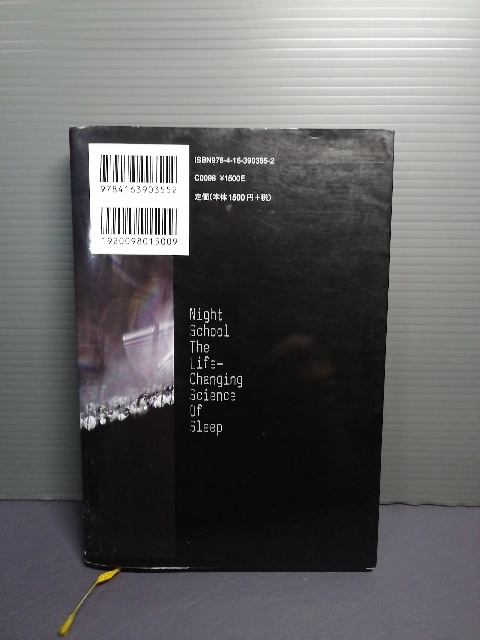 9784163903552
1920098015009
ISBN978-4-16-390355-2
C0098 ¥1500E
定価(本体1500円+税)
Night
School
The
Life-
Changing
Science
Of
Sleep